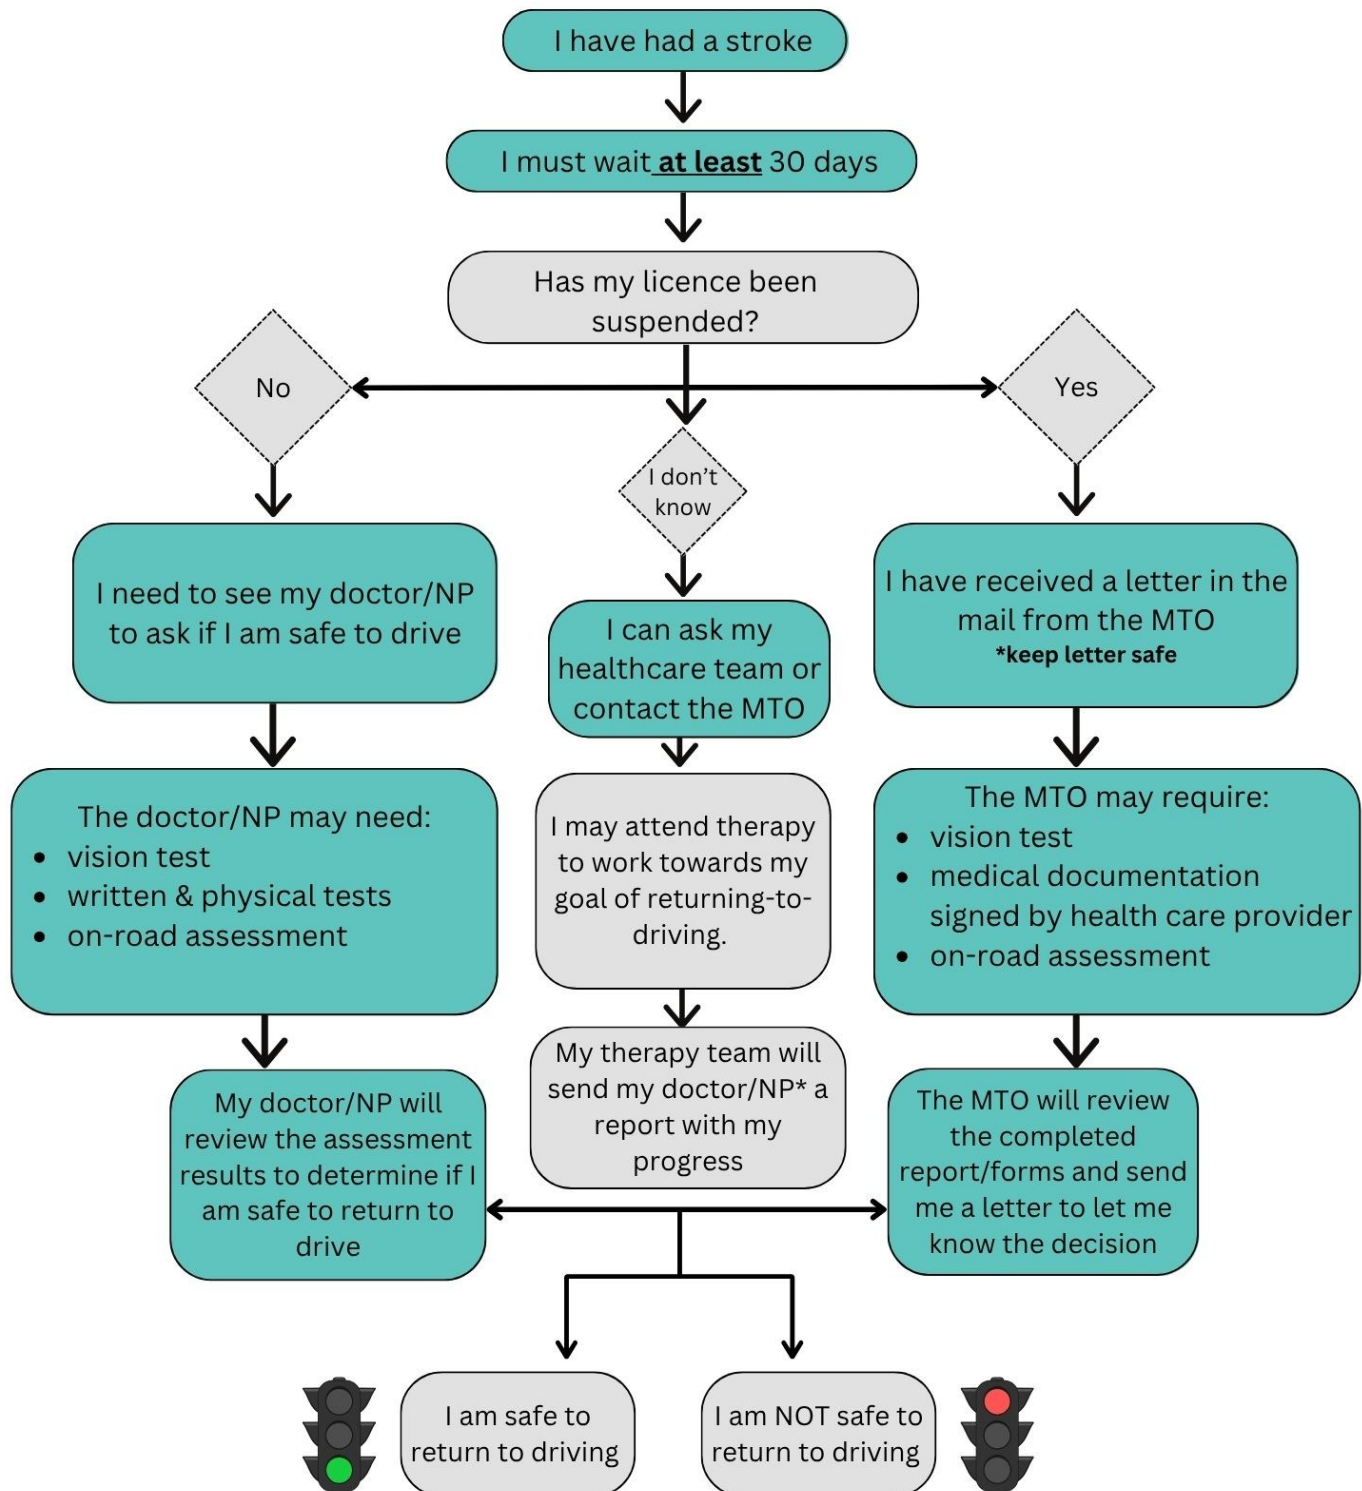 I have had a stroke
I must wait at least 30 days
Has my licence been
suspended?
No
I don't
know
Yes
I need to see my doctor/NP
to ask if I am safe to drive
I can ask my
healthcare team or
contact the MTO
I have received a letter in the
mail from the MTO
*keep letter safe
The doctor/NP may need:
• vision test
• written & physical tests
• on-road assessment
I may attend therapy
to work towards my
goal of returning-to-
driving.
The MTO may require:
• vision test
• medical documentation
signed by health care provider
• on-road assessment
My doctor/NP will
review the assessment
results to determine if I
am safe to return to
drive
My therapy team will
send my doctor/NP* a
report with my
progress
The MTO will review
the completed
report/forms and send
me a letter to let me
know the decision
I am safe to
return to driving
I am NOT safe to
return to driving